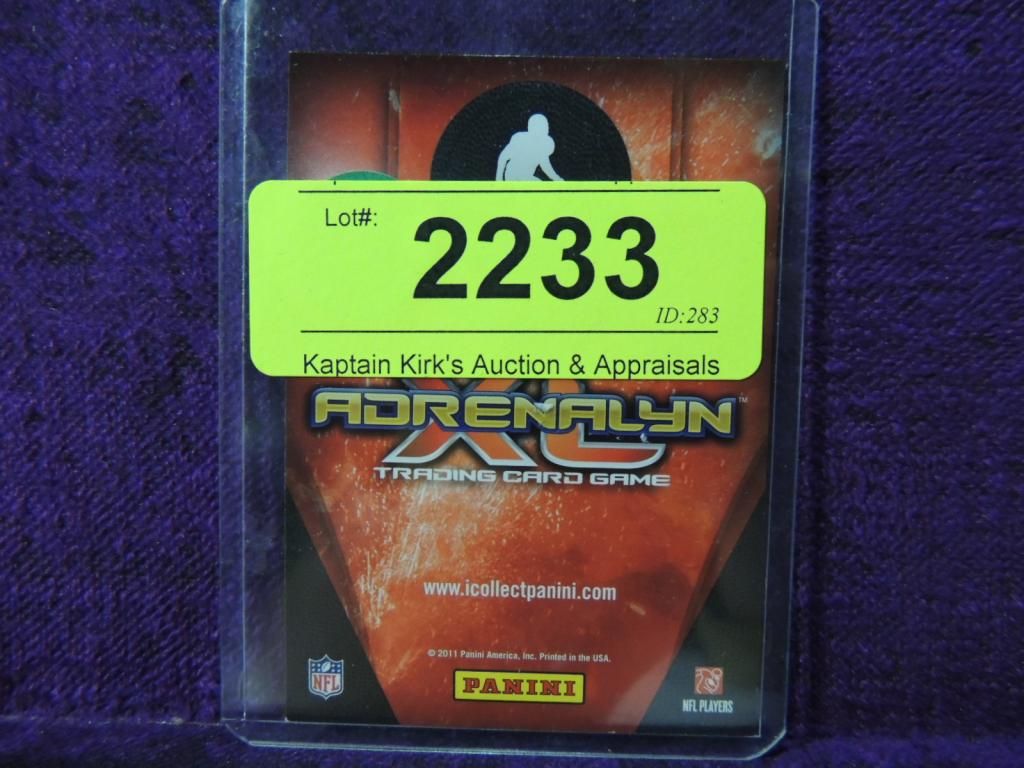 Lot#:
2233
ID:283
Kaptain Kirk's Auction & Appraisals
ADRENALYN™
XL
TRADING CARD GAME
www.icollectpanini.com
© 2011 Panini America, Inc. Printed in the USA.
NFL
PANINI
NFL PLAYERS